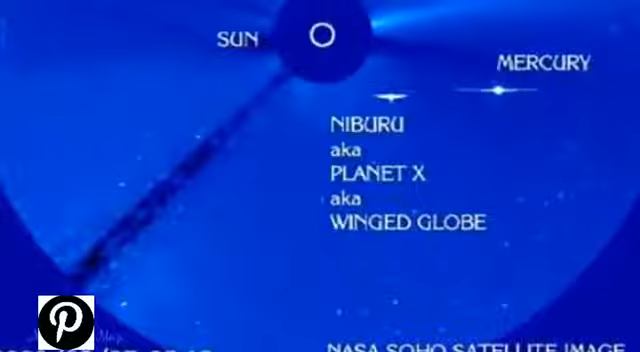 SUN
MERCURY
NIBURU
aka
PLANET X
aka
WINGED GLOBE
NASA SOHO SATELLITE IMAGE